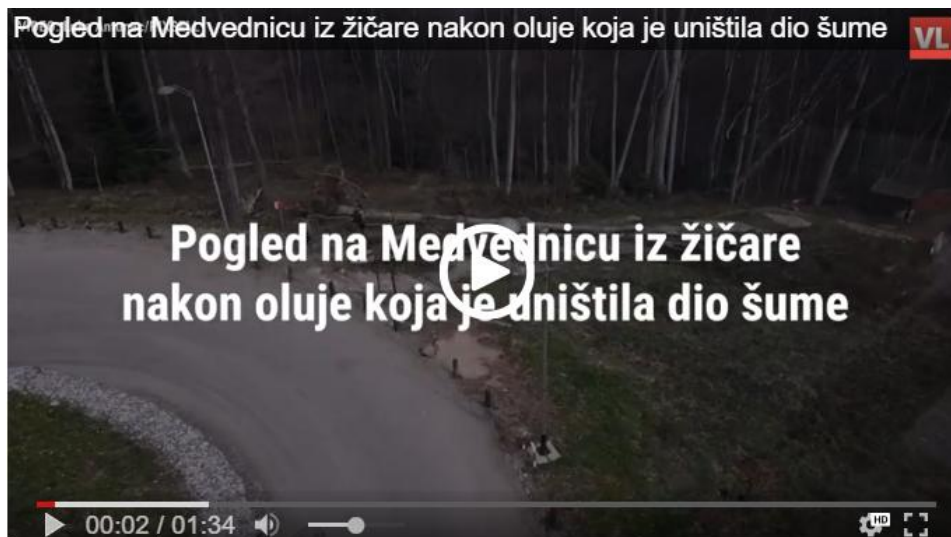 Pogled na Medvednicu iz žičare nakon oluje koja je uništila dio šume
VL
Pogled na Medvednicu iz žičare
nakon oluje koja je uništila dio šume
00:02 / 01:34
HD